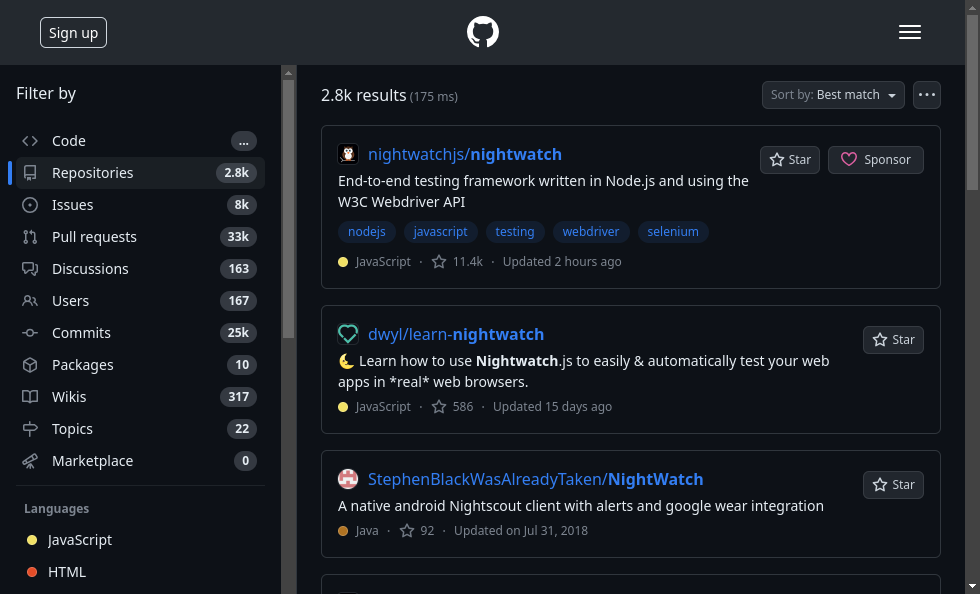 Sign up
Filter by
Code ...
Repositories 2.8k
Issues 8k
Pull requests 33k
Discussions 163
Users 167
Commits 25k
Packages 10
Wikis 317
Topics 22
Marketplace 0
Languages
JavaScript
HTML
2.8k results (175 ms)
Sort by: Best match
nightwatchjs/nightwatch
Star
Sponsor
End-to-end testing framework written in Node.js and using the
W3C Webdriver API
nodejs javascript testing webdriver selenium
JavaScript · 11.4k · Updated 2 hours ago
dwyl/learn-nightwatch
Star
🌜 Learn how to use Nightwatch.js to easily & automatically test your web
apps in *real* web browsers.
JavaScript · 586 · Updated 15 days ago
StephenBlackWasAlreadyTaken/NightWatch
Star
A native android Nightscout client with alerts and google wear integration
Java · 92 · Updated on Jul 31, 2018